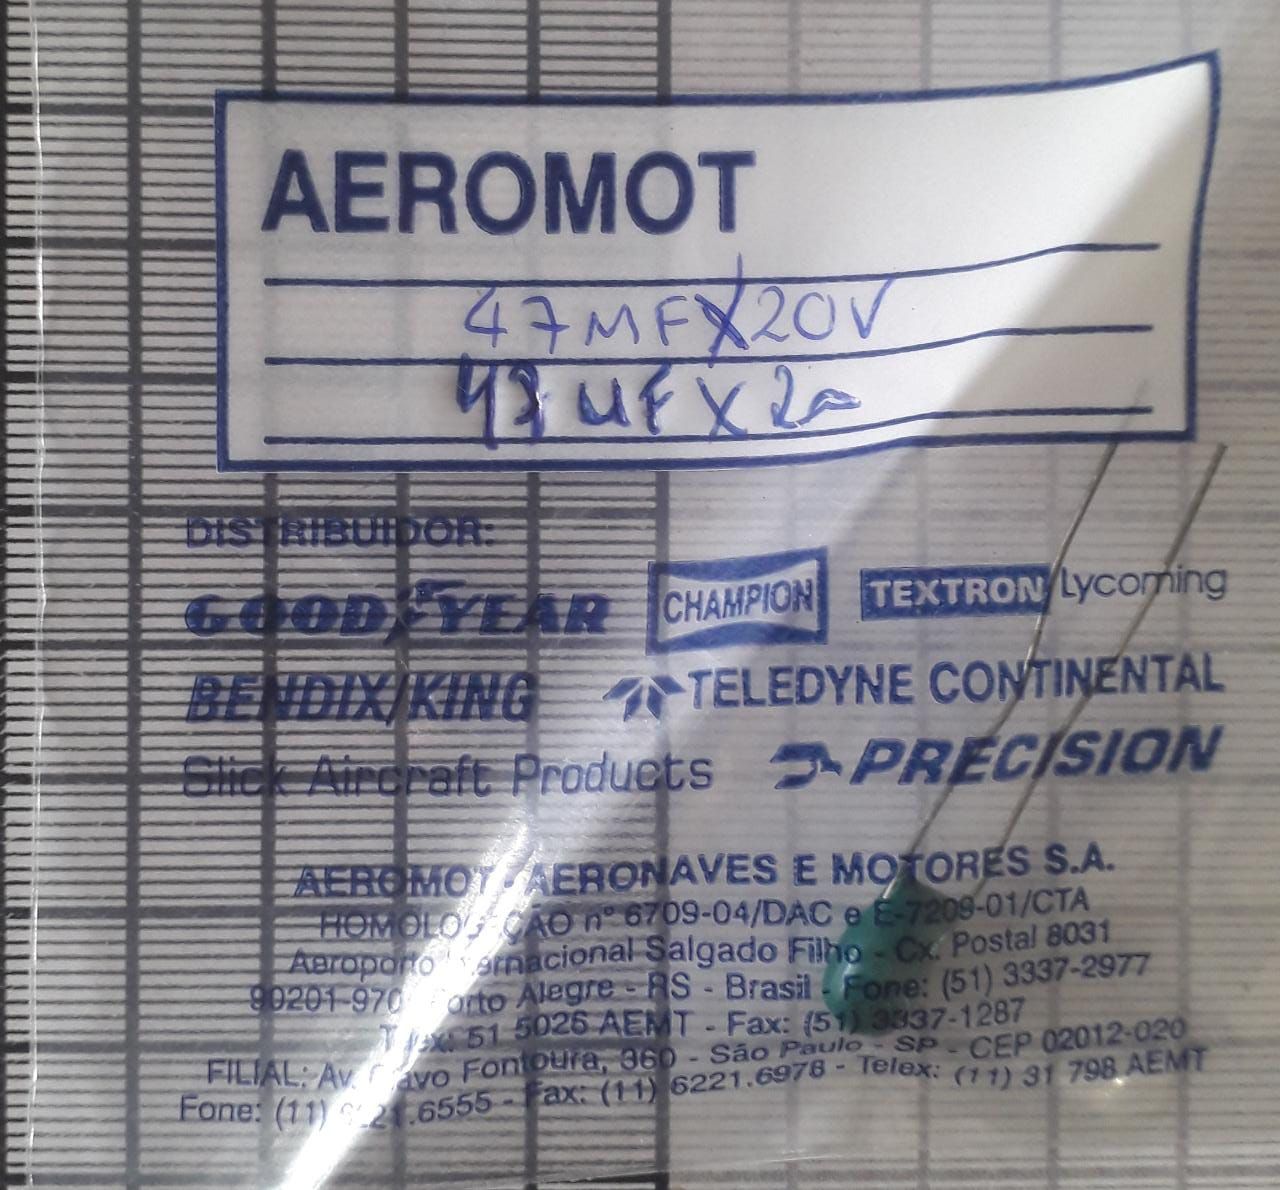 AEROMOT
47MFX20V
UF X
DISTRIBUIDOR:
GOODYEAR CHAMPION TEXTRON Lycoming
BENDIX/KING TELEDYNE CONTINENTAL
Slick Aircraft Products PRECISION
AEROMOT - AERONAVES E MOTORES S.A.
HOMOLOGAÇÃO nº 6709-04/DAC e E-7209-01/CTA
Aeroporto Internacional Salgado Filho - Cx. Postal 8031
90201-970 Porto Alegre - RS - Brasil - Fone: (51) 3337-2977
Telex: 51 5026 AEMT - Fax: (51) 3337-1287
FILIAL: Av. Olavo Fontoura, 360 - São Paulo - SP - CEP 02012-020
Fone: (11) 6221.6555 - Fax: (11) 6221.6978 - Telex: (11) 31 798 AEMT